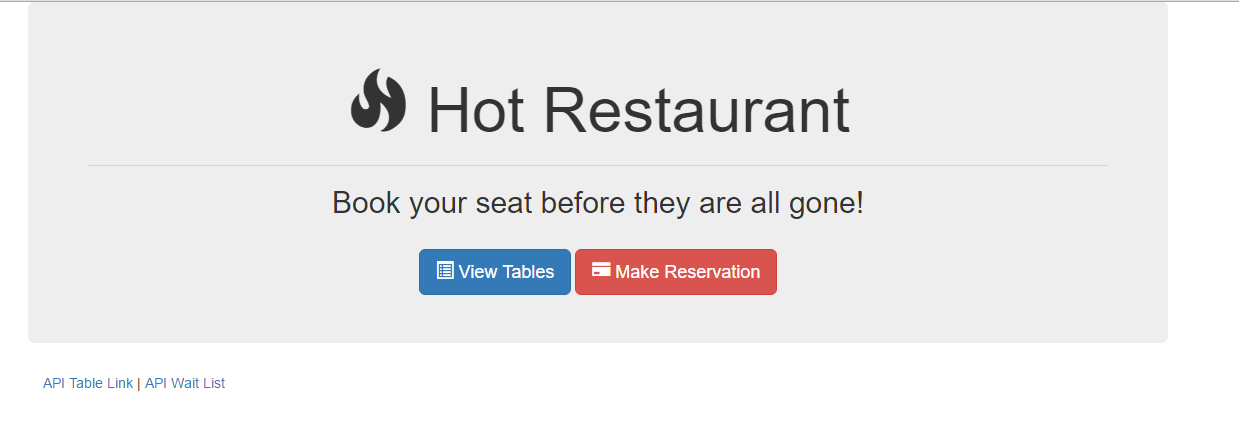 Hot Restaurant
Book your seat before they are all gone!
View Tables Make Reservation
API Table Link | API Wait List